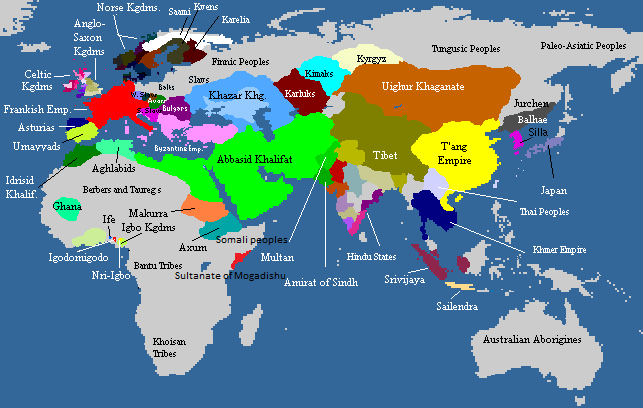 Norse Kgdms.
Saami
Kvens
Karelia
Anglo-
Saxon
Kgdms
Celtic
Kgdms
Frankish Emp.
Asturias
Umayyads
Idrisid
Khalif.
Aghlabids
Finnic Peoples
Slavs
Balts
Avars
Bulgars
Byzantine Emp.
Khazar Khg.
Kimaks
Karluks
Kyrgyz
Tungusic Peoples
Paleo-Asiatic Peoples
Uighur Khaganate
Jurchen
Balhae
Silla
Japan
T'ang
Empire
Tibet
Abbasid Khalifat
Berbers and Taureg's
Ghana
Makurra
Ife
Igbo Kgdms
Igodomigodo
Nri-Igbo
Axum
Bantu Tribes
Somali peoples
Sultanate of Mogadishu
Multan
Amirat of Sindh
Hindu States
Thai Peoples
Khmer Empire
Srivijaya
Sailendra
Khoisan
Tribes
Australian Aborigines